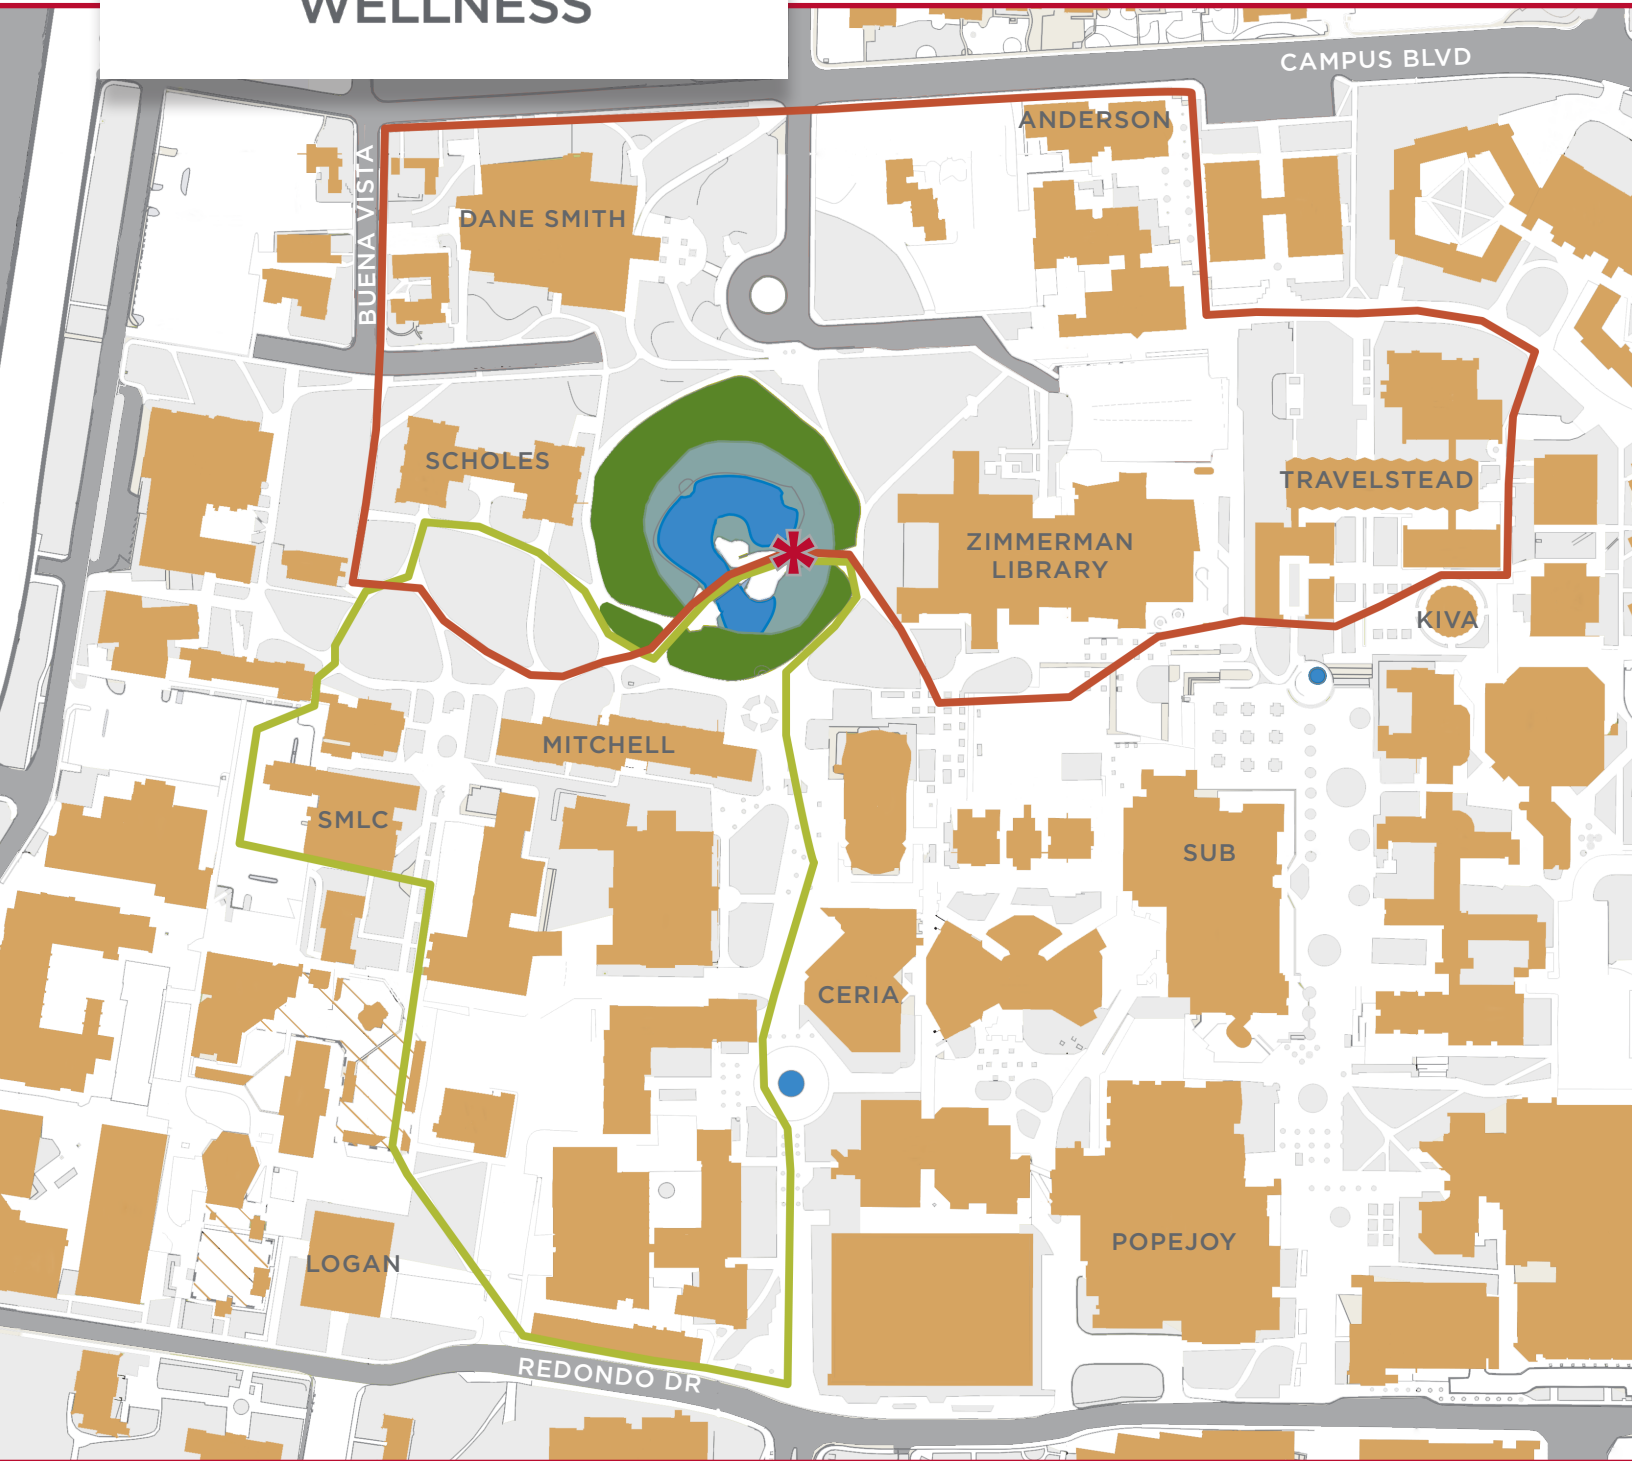 WELLNESS
CAMPUS BLVD
ANDERSON
BUENA VISTA
DANE SMITH
SCHOLES
TRAVELSTEAD
ZIMMERMAN
LIBRARY
KIVA
MITCHELL
SMLC
SUB
CERIA
POPEJOY
LOGAN
REDONDO DR